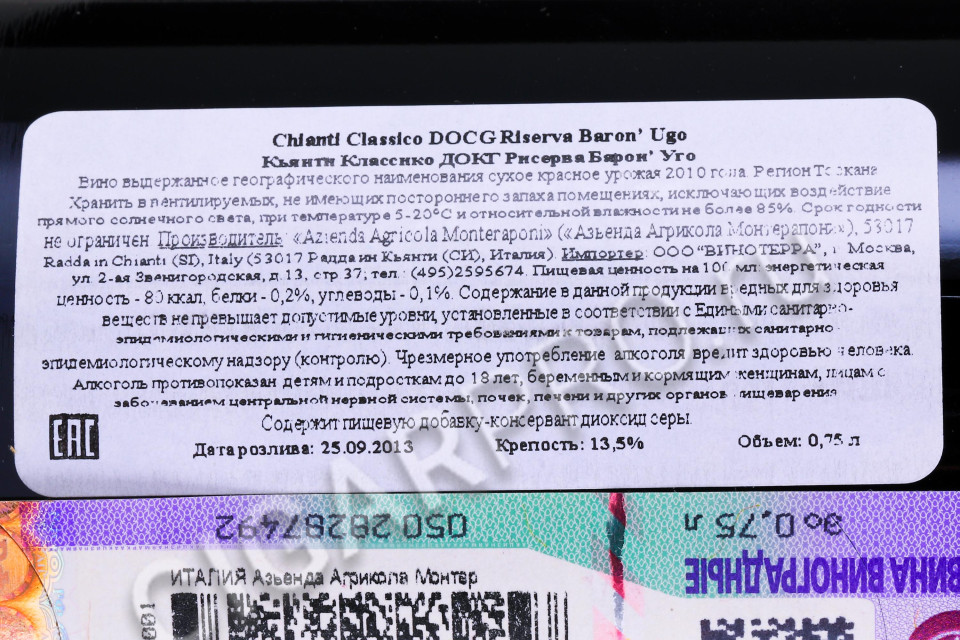 Chianti Classico DOCG Riserva Baron’ Ugo
Кьянти Классико ДОКГ Рисерва Барон’ Уго
Вино выдержанное географического наименования сухое красное урожая 2010 года. Регион Тоскана
Хранить в вентилируемых, не имеющих постороннего запаха помещениях, исключающих воздействие
прямого солнечного света, при температуре 5-20°С и относительной влажности не более 85%. Срок годности
не ограничен. Производитель: «Azienda Agricola Monteraponi» («Азьенда Агрикола Монтерапони»), 53017
Radda in Chianti (SI), Italy (53017 Радда ин Кьянти (СИ), Италия). Импортер: ООО “ВИНОТЕРРА”, г. Москва,
ул. 2-ая Звенигородская, д.13, стр.37; тел.: (495)2595674. Пищевая ценность на 100 мл: энергетическая
ценность - 80 ккал, белки - 0,2%, углеводы - 0,1%. Содержание в данной продукции вредных для здоровья
веществ не превышает допустимые уровни, установленные в соответствии с Едиными санитарно-
эпидемиологическими и гигиеническими требованиями к товарам, подлежащих санитарно-
эпидемиологическому надзору (контролю). Чрезмерное употребление алкоголя вредит здоровью человека.
Алкоголь противопоказан детям и подросткам до 18 лет, беременным и кормящим женщинам, лицам с
заболеванием центральной нервной системы, почек, печени и других органов пищеварения
Содержит пищевую добавку-консервант диоксид серы.
EAC Дата розлива: 25.09.2013 Крепость: 13,5% Объем: 0,75 л
050 28287492 до 0,75 л
ВИНА ВИНОГРАДНЫЕ
ИТАЛИЯ Азьенда Агрикола Монтер
CIGARPRO.ru